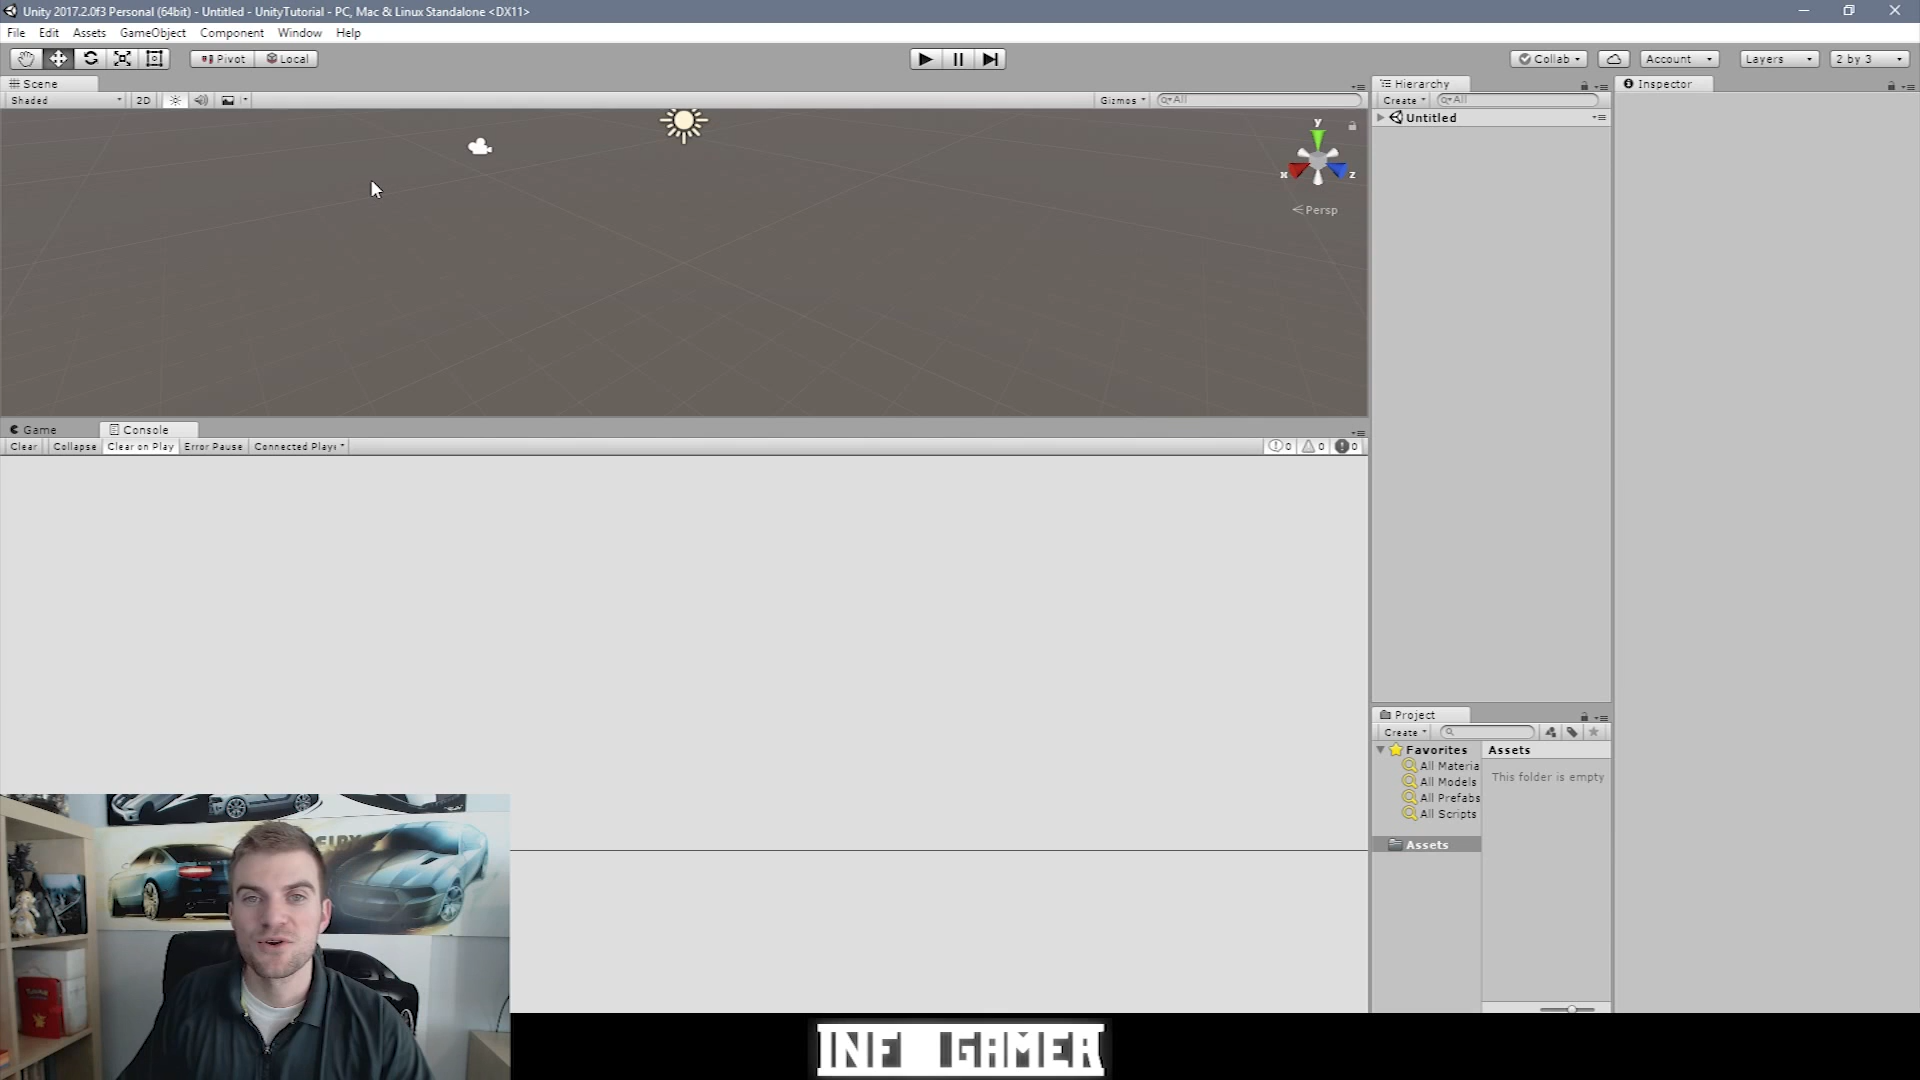 Unity 2017.2.0f3 Personal (64bit) - Untitled - UnityTutorial - PC, Mac & Linux Standalone <DX11>
File Edit Assets GameObject Component Window Help
Pivot Local Collab Account Layers 2 by 3
Scene
Shaded 2D Gizmos All
y
x z
Persp
Game Console
Clear Collapse Clear on Play Error Pause Connected Playe 0 0 0
Hierarchy
Create All
Untitled
Inspector
Project
Create
Favorites
All Materia
All Models
All Prefabs
All Scripts
Assets
Assets
This folder is empty
INF GAMER